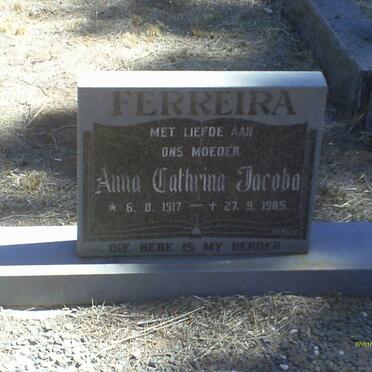 FERREIRA
MET LIEFDE AAN
ONS MOEDER
Anna Cathrina Jacoba
* 6. 8. 1917 — + 27. 9. 1985
DIE HERE IS MY HERDER